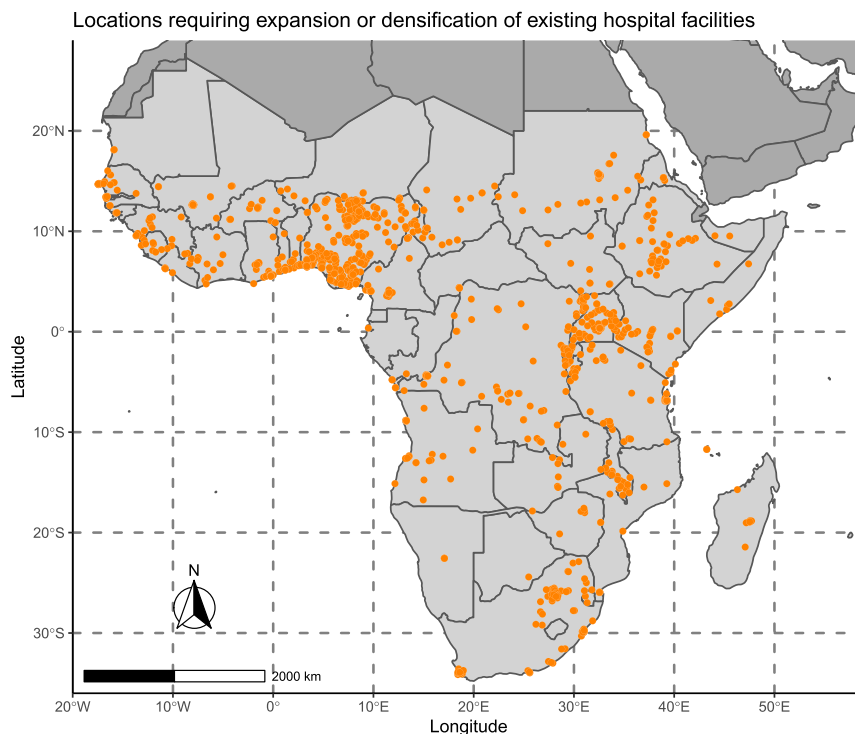 Locations requiring expansion or densification of existing hospital facilities
Latitude
20°N
10°N
0°
10°S
20°S
30°S
N
2000 km
20°W
10°W
0°
10°E
20°E
30°E
40°E
50°E
Longitude